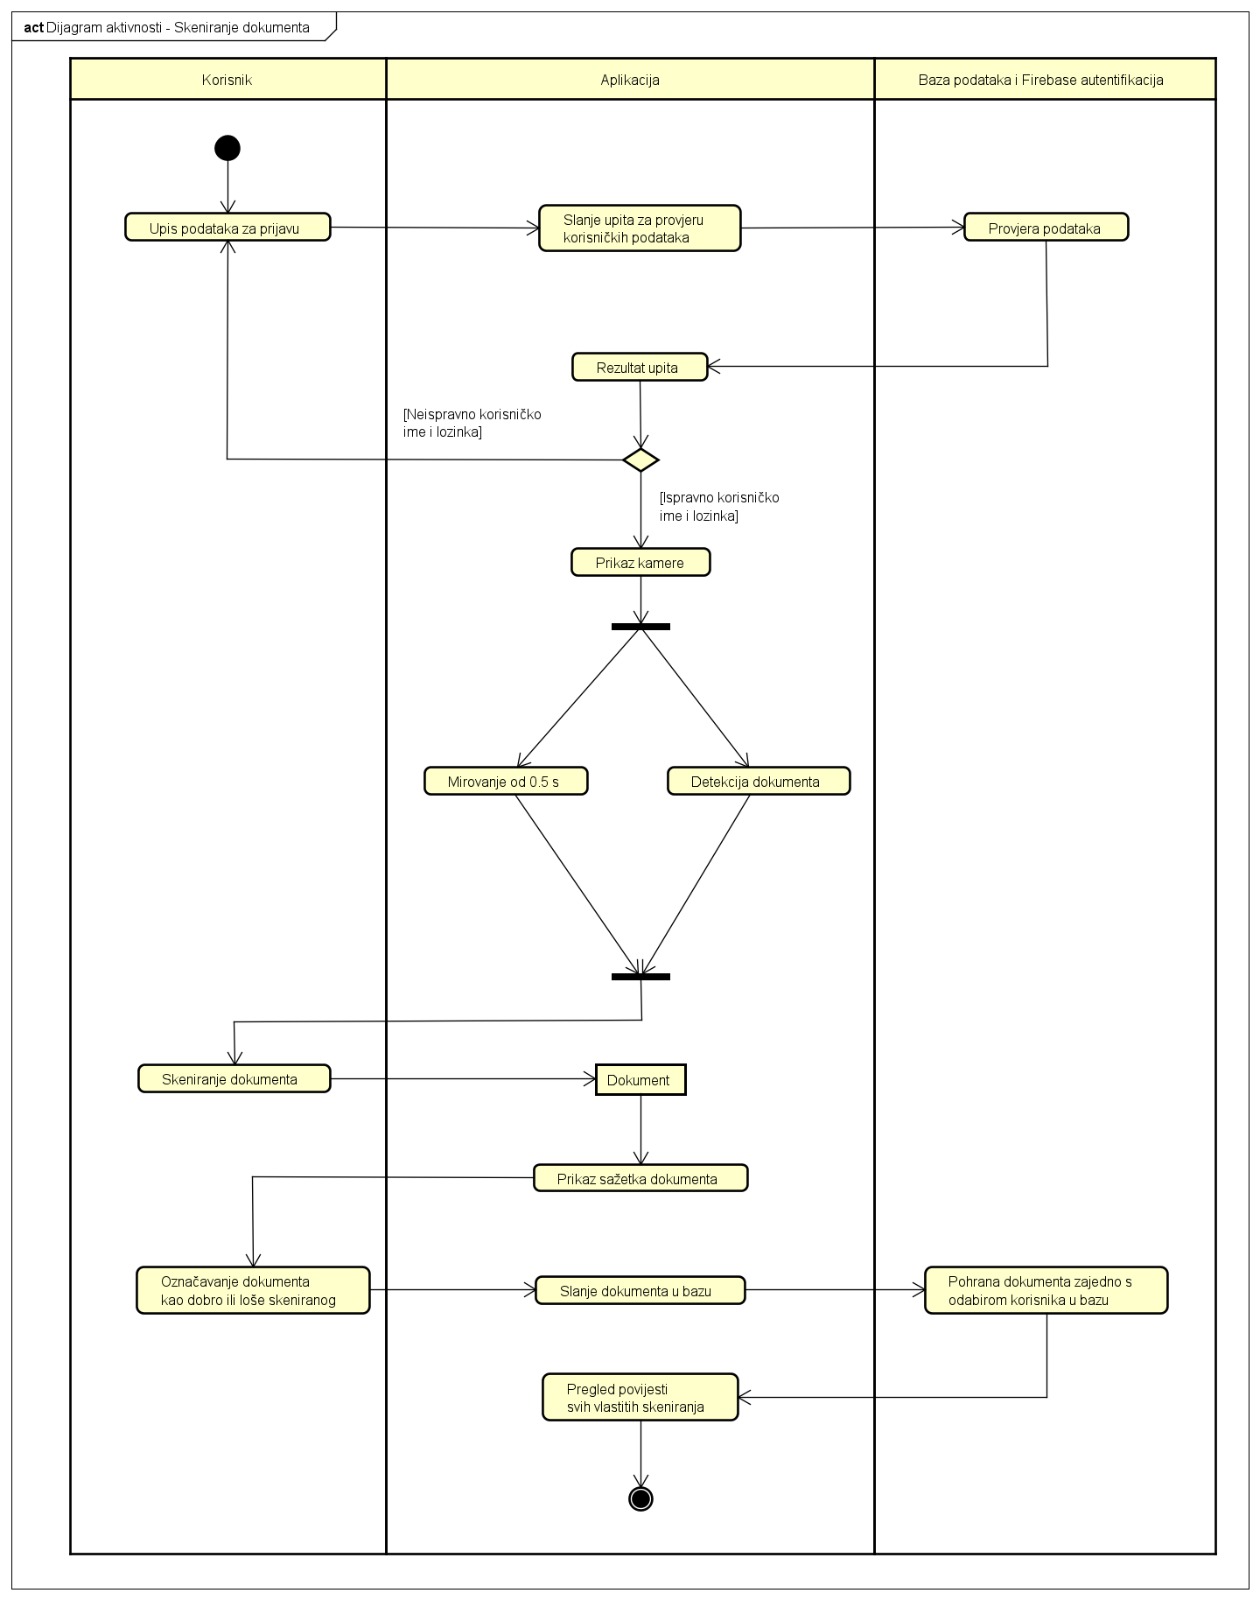 act Dijagram aktivnosti - Skeniranje dokumenta
Korisnik
Aplikacija
Baza podataka i Firebase autentifikacija
Upis podataka za prijavu
Slanje upita za provjeru
korisničkih podataka
Provjera podataka
Rezultat upita
[Neispravno korisničko
ime i lozinka]
[Ispravno korisničko
ime i lozinka]
Prikaz kamere
Mirovanje od 0.5 s
Detekcija dokumenta
Skeniranje dokumenta
Dokument
Prikaz sažetka dokumenta
Označavanje dokumenta
kao dobro ili loše skeniranog
Slanje dokumenta u bazu
Pohrana dokumenta zajedno s
odabirom korisnika u bazu
Pregled povijesti
svih vlastitih skeniranja